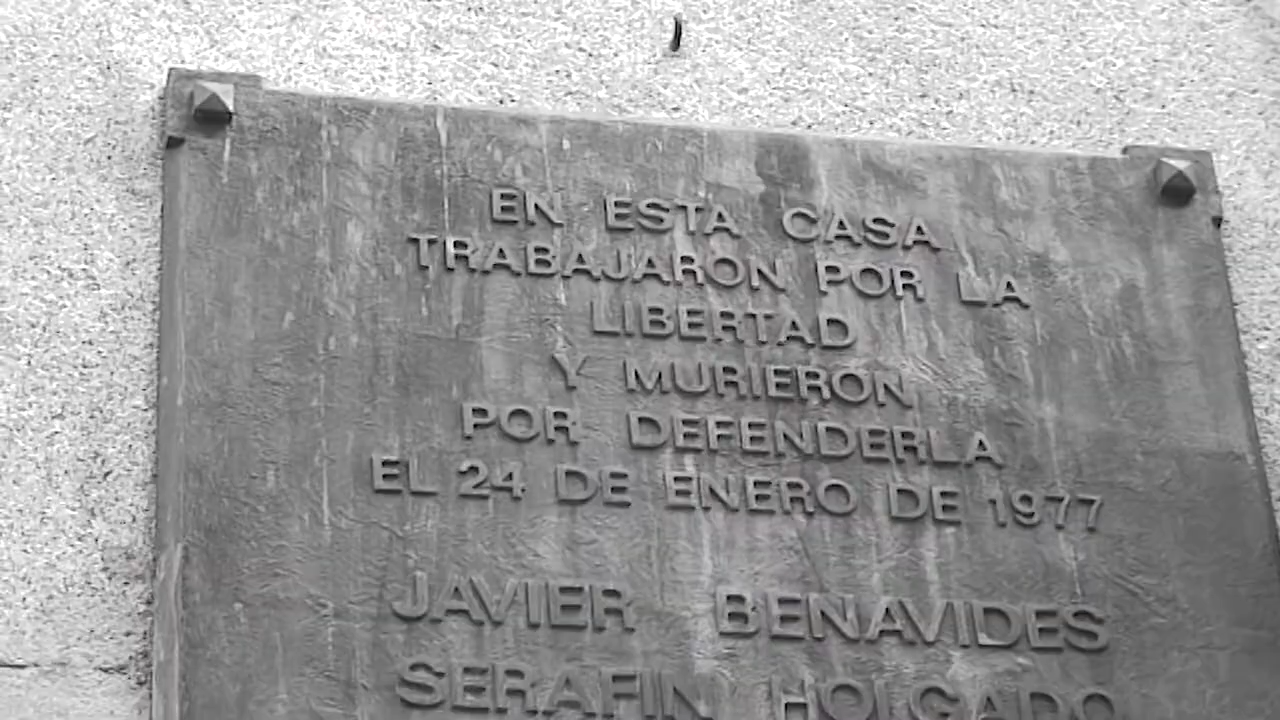 EN ESTA CASA
TRABAJARON POR LA
LIBERTAD
Y MURIERON
POR DEFENDERLA
EL 24 DE ENERO DE 1977
JAVIER BENAVIDES
SERAFIN HOLGADO